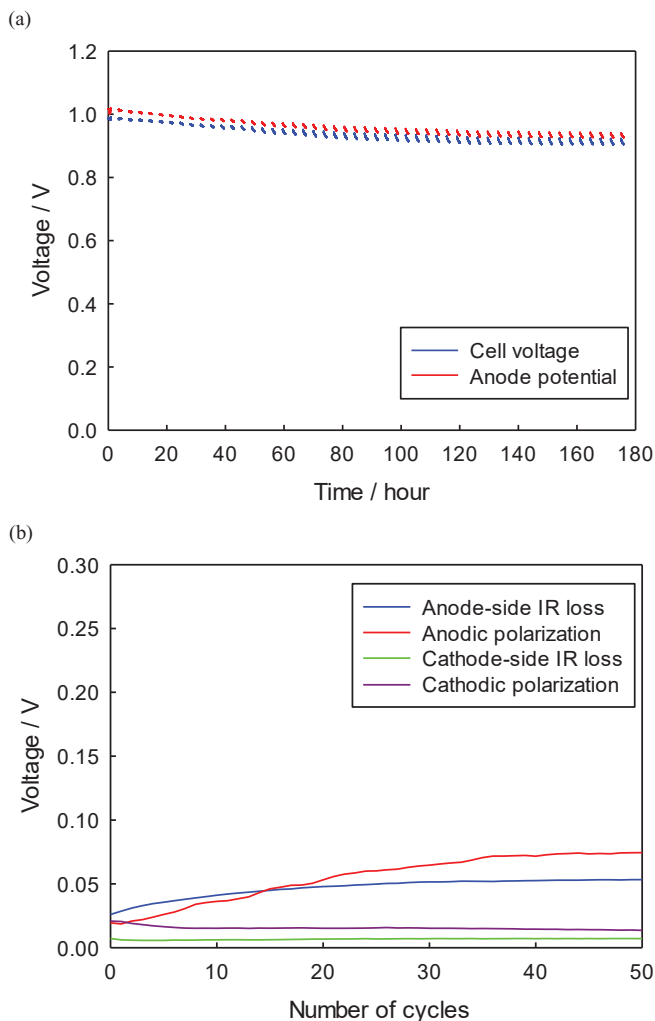 (a)
1.2
1.0
0.8
0.6
0.4
0.2
0.0
Voltage / V
Cell voltage
Anode potential
0 20 40 60 80 100 120 140 160 180
Time / hour
(b)
0.30
0.25
0.20
0.15
0.10
0.05
0.00
Voltage / V
Anode-side IR loss
Anodic polarization
Cathode-side IR loss
Cathodic polarization
0 10 20 30 40 50
Number of cycles